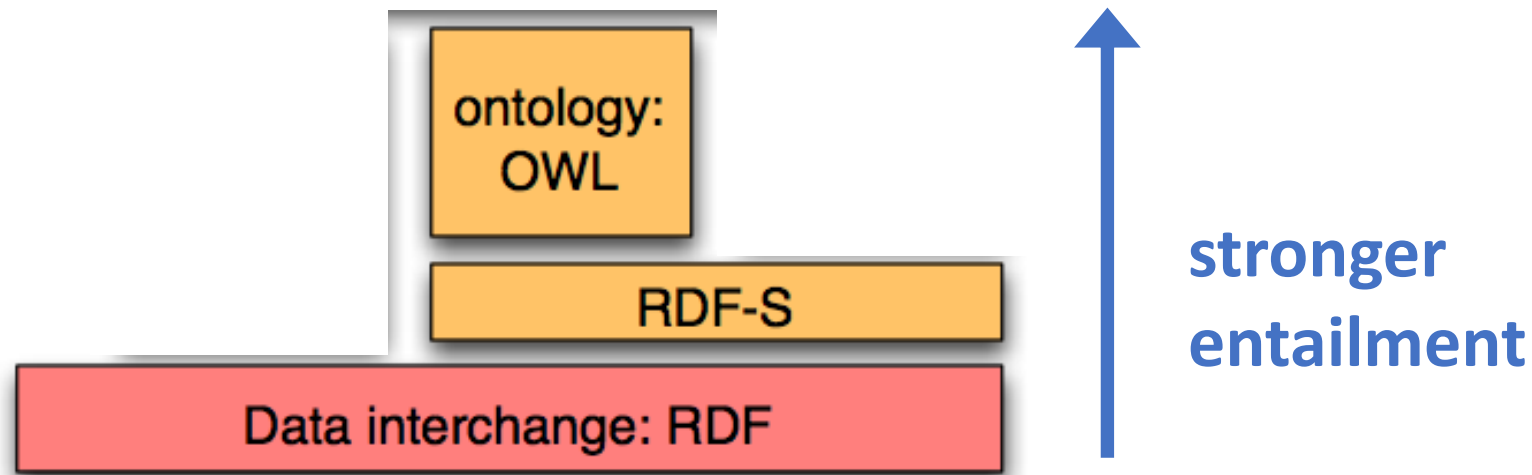 ontology:
OWL
RDF-S
Data interchange: RDF
stronger
entailment